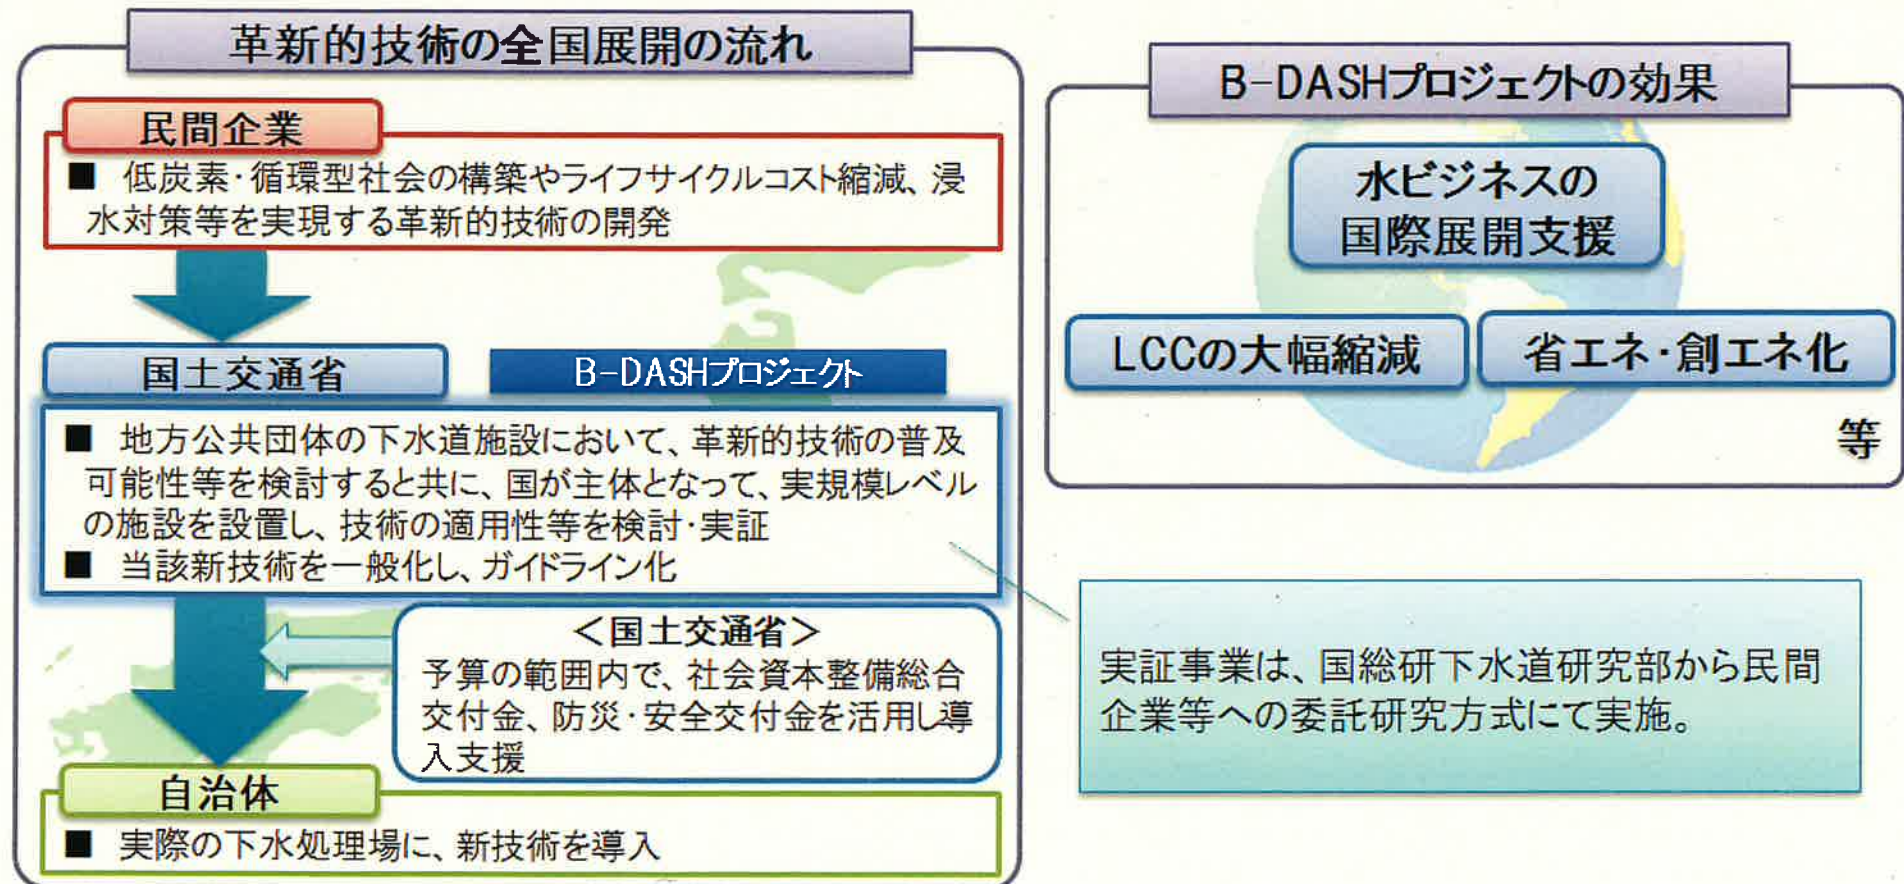 革新的技術の全国展開の流れ
民間企業
■ 低炭素・循環型社会の構築やライフサイクルコスト縮減、浸
水対策等を実現する革新的技術の開発
国土交通省
B-DASHプロジェクト
■ 地方公共団体の下水道施設において、革新的技術の普及
可能性等を検討すると共に、国が主体となって、実規模レベル
の施設を設置し、技術の適用性等を検討・実証
■ 当該新技術を一般化し、ガイドライン化
＜国土交通省＞
予算の範囲内で、社会資本整備総合
交付金、防災・安全交付金を活用し導
入支援
自治体
■ 実際の下水処理場に、新技術を導入
B-DASHプロジェクトの効果
水ビジネスの
国際展開支援
LCCの大幅縮減
省エネ・創エネ化
等
実証事業は、国総研下水道研究部から民間
企業等への委託研究方式にて実施。